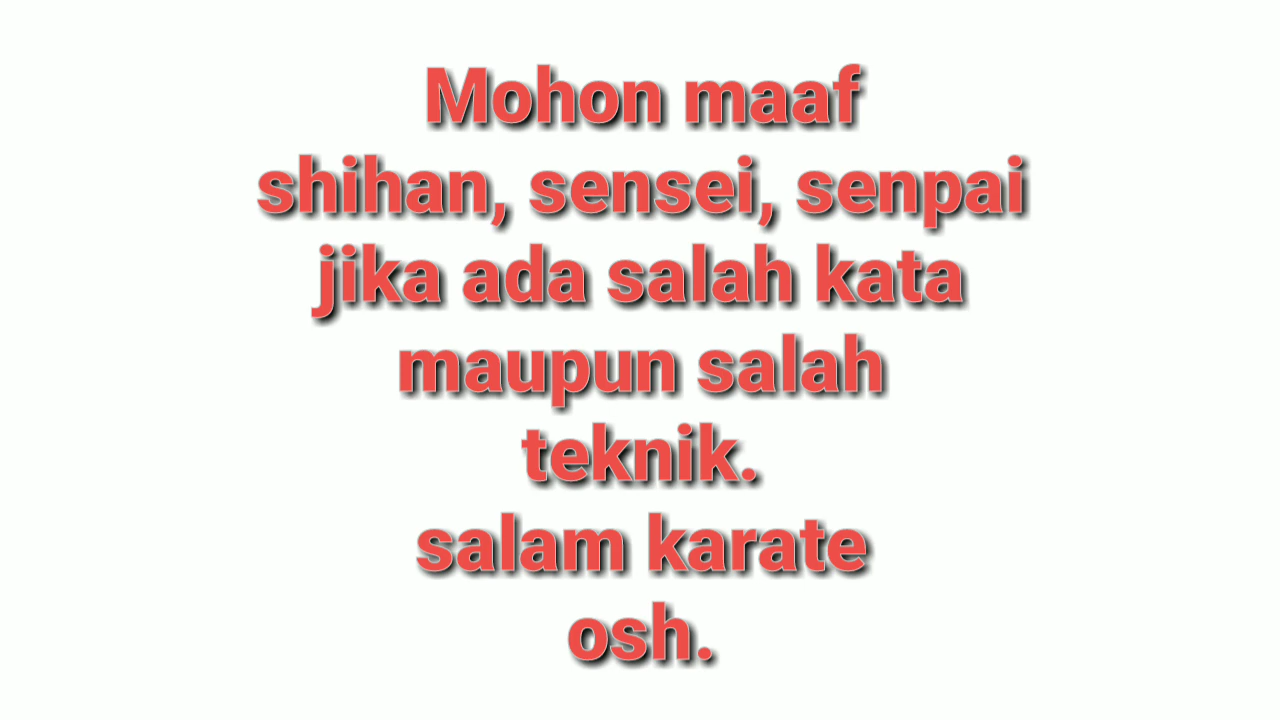 Mohon maaf
shihan, sensei, senpai
jika ada salah kata
maupun salah
teknik.
salam karate
osh.